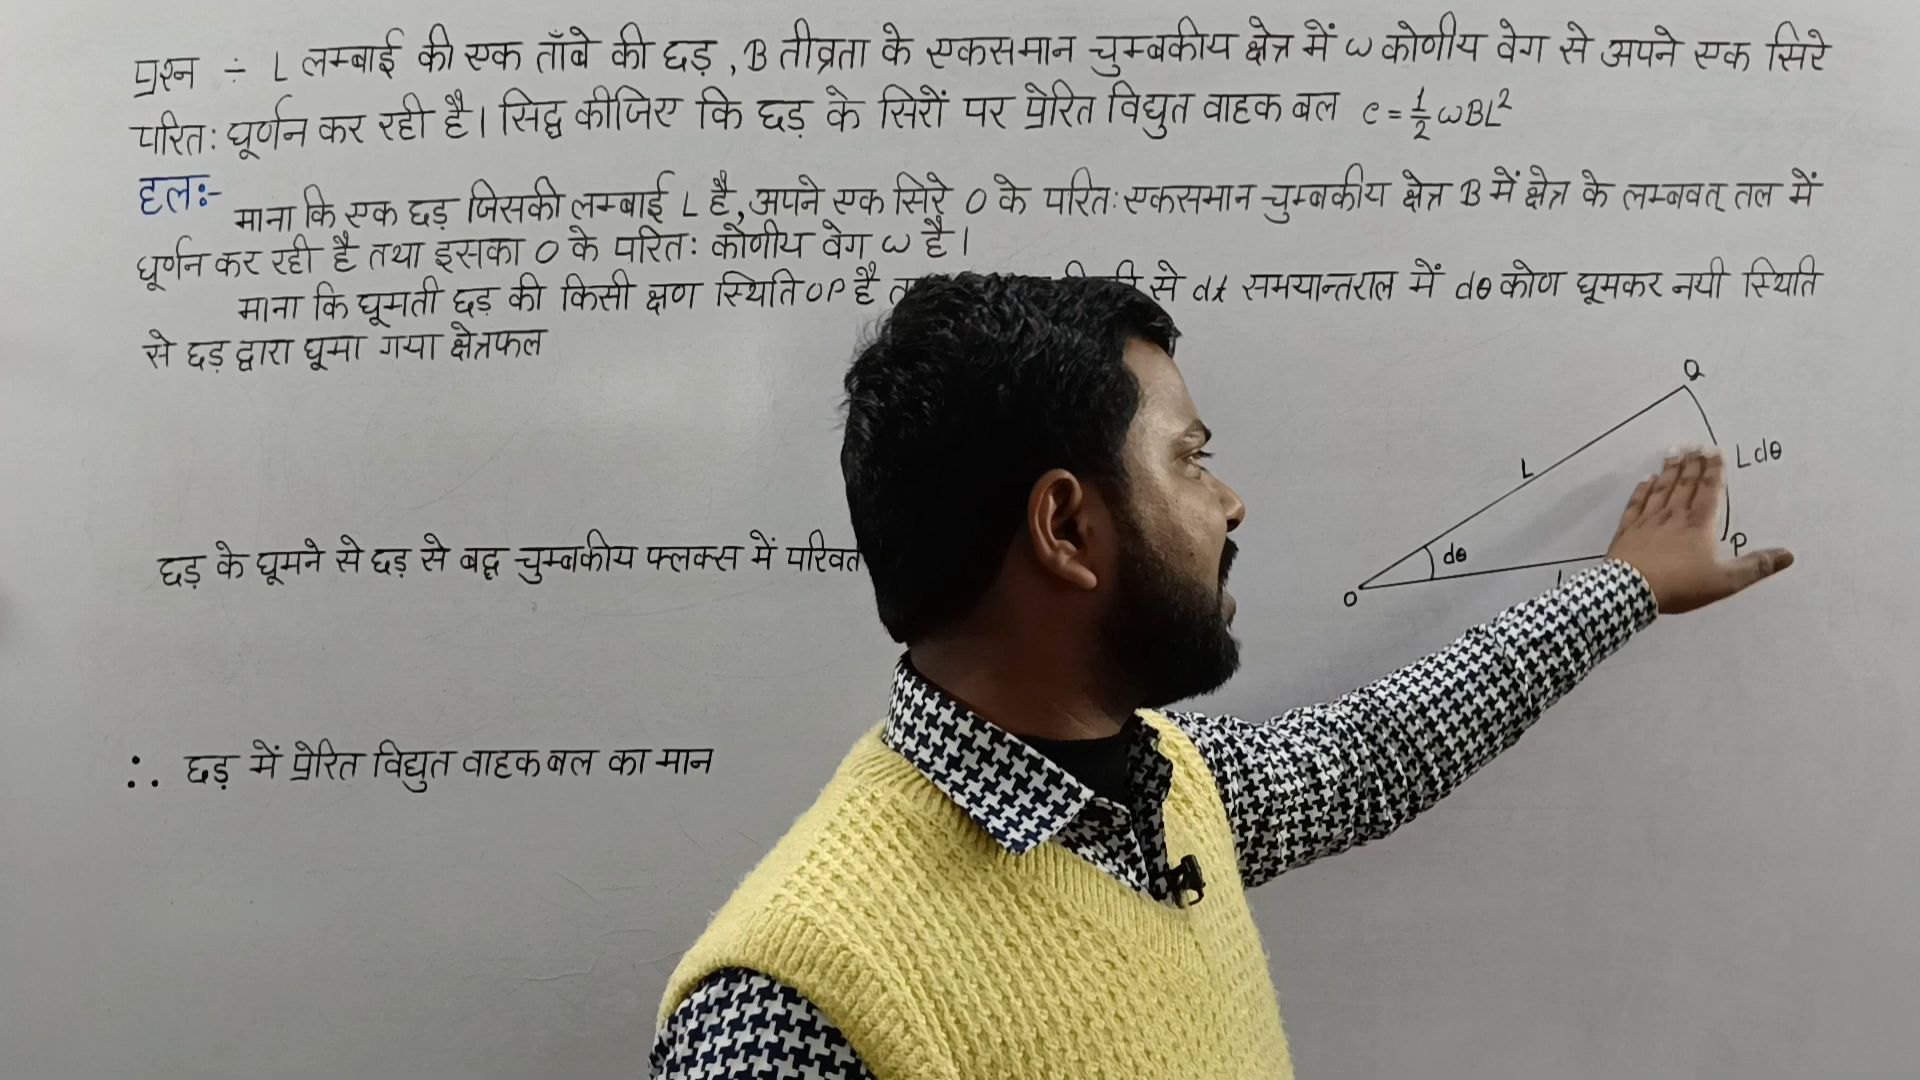 प्रश्न ÷ L लम्बाई की एक ताँबे की छड़, B तीव्रता के एकसमान चुम्बकीय क्षेत्र में ω कोणीय वेग से अपने एक सिरे
परितः घूर्णन कर रही है। सिद्ध कीजिए कि छड़ के सिरों पर प्रेरित विद्युत वाहक बल e = 1/2 ωBL²
हलः-
माना कि एक छड़ जिसकी लम्बाई L है, अपने एक सिरे O के परितः एकसमान चुम्बकीय क्षेत्र B में क्षेत्र के लम्बवत् तल में
घूर्णन कर रही है तथा इसका O के परितः कोणीय वेग ω है।
माना कि घूमती छड़ की किसी क्षण स्थिति OP है से dt समयान्तराल में dθ कोण घूमकर नयी स्थिति
से छड़ द्वारा घूमा गया क्षेत्रफल
Q
L
Ldθ
dθ
P
O
छड़ के घूमने से छड़ से बद्ध चुम्बकीय फ्लक्स में
∴ छड़ में प्रेरित विद्युत वाहक बल का मान